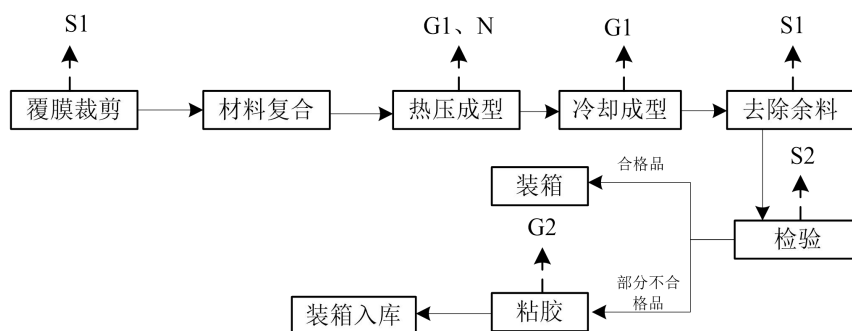 S1
G1、N
G1
S1
覆膜裁剪
材料复合
热压成型
冷却成型
去除余料
S2
合格品
装箱
检验
G2
部分不合
格品
装箱入库
粘胶